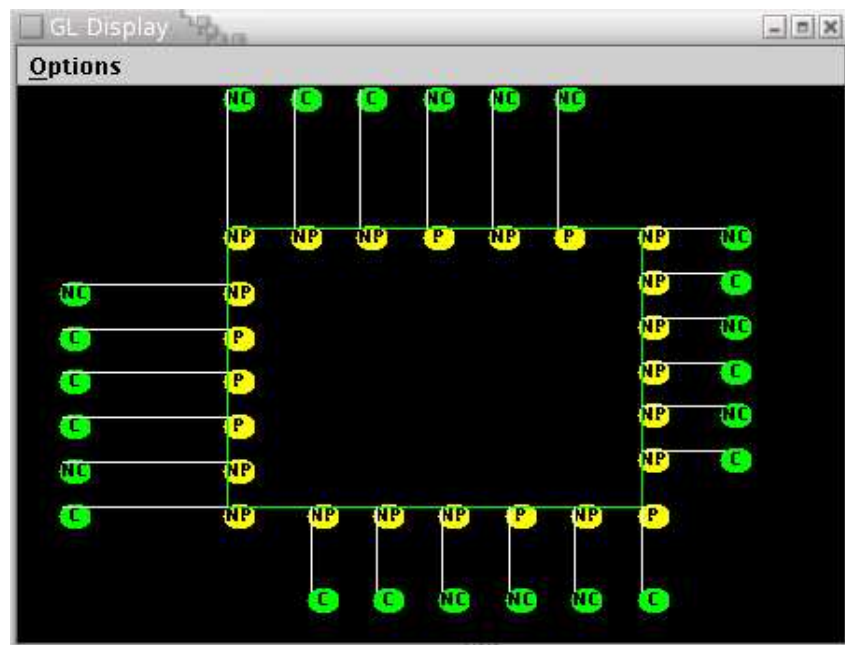 GL Display
Options
NC C C NC NC NC
NP NP NP P NP P NP NC
NP C
NC NP
NP NC
C P
NP C
C P
NP NC
C P
NP C
NC NP
C NP NP NP NP P NP P
C C NC NC NC C